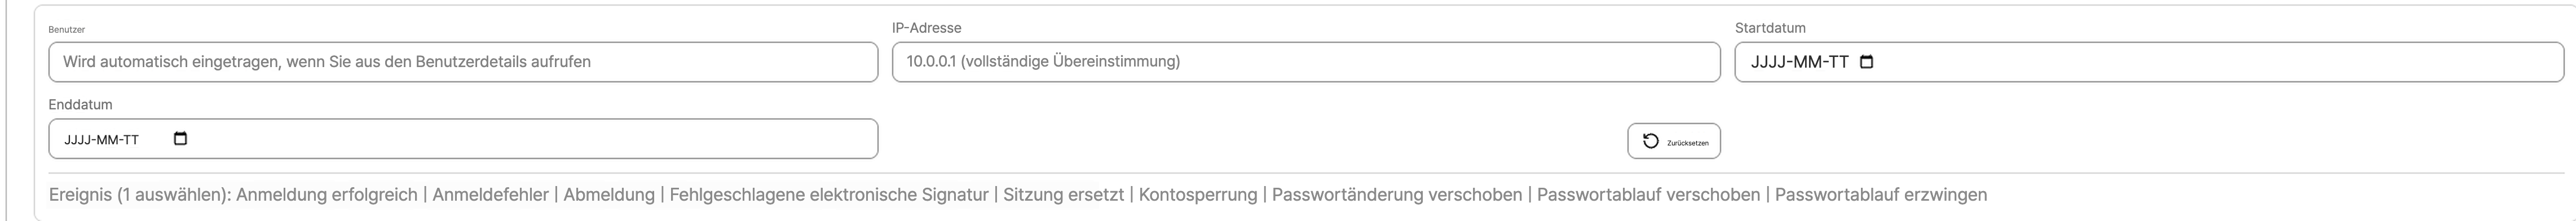 Benutzer
Wird automatisch eingetragen, wenn Sie aus den Benutzerdetails aufrufen
IP-Adresse
10.0.0.1 (vollständige Übereinstimmung)
Startdatum
JJJJ-MM-TT
Enddatum
JJJJ-MM-TT
Zurücksetzen
Ereignis (1 auswählen): Anmeldung erfolgreich | Anmeldefehler | Abmeldung | Fehlgeschlagene elektronische Signatur | Sitzung ersetzt | Kontosperrung | Passwortänderung verschoben | Passwortablauf verschoben | Passwortablauf erzwingen